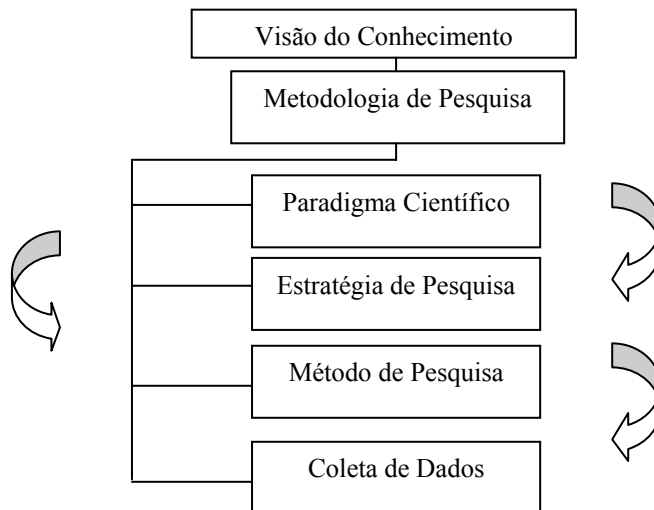 Visão do Conhecimento
Metodologia de Pesquisa
Paradigma Científico
Estratégia de Pesquisa
Método de Pesquisa
Coleta de Dados